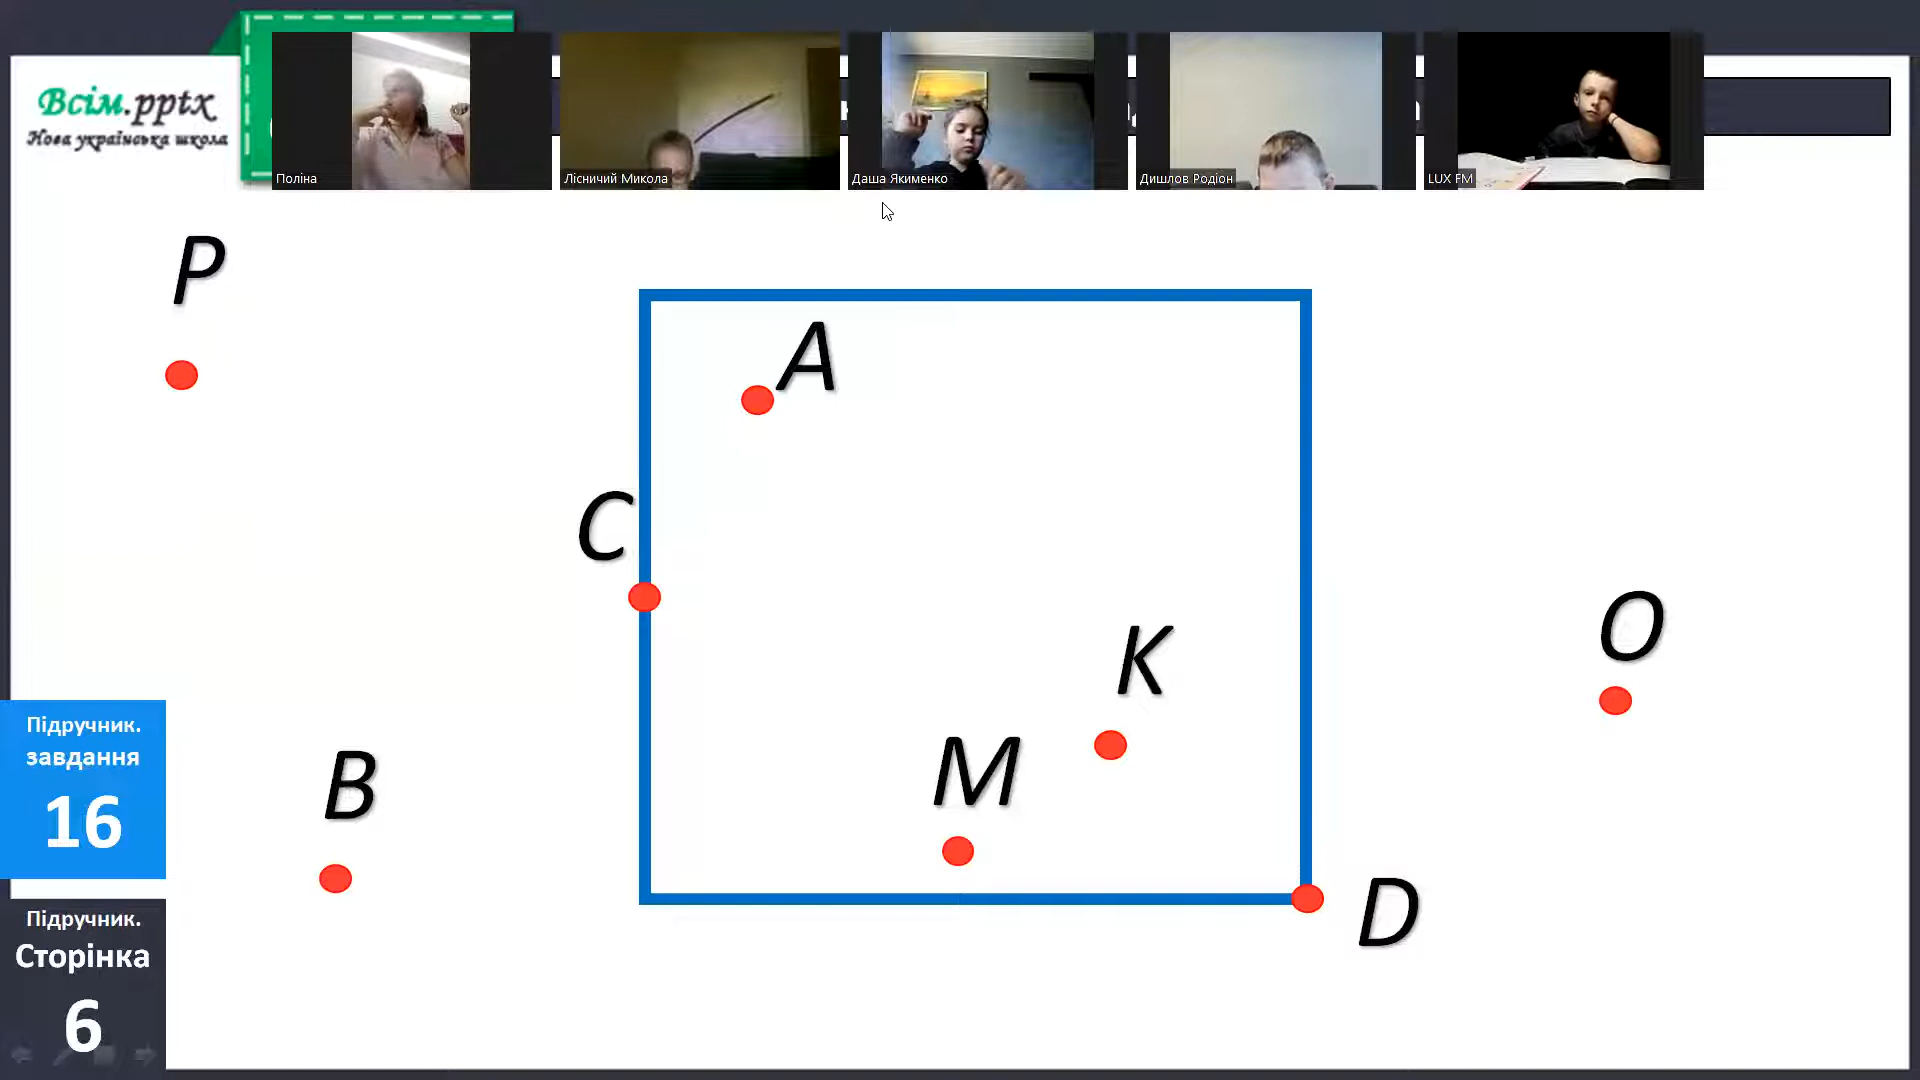 Всім.pptx
Нова українська школа
Поліна
Лісничий Микола
Даша Якименко
Дишлов Родіон
LUX FM
P
A
C
K
O
M
B
D
Підручник.
завдання
16
Підручник.
Сторінка
6